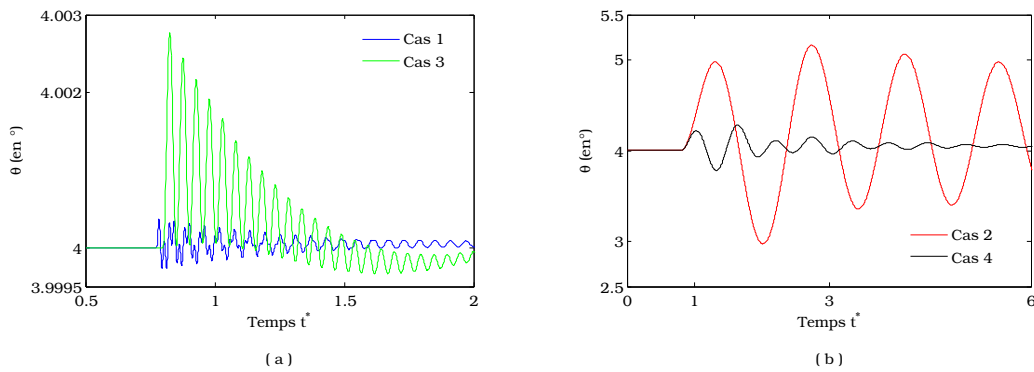 4.003
4.002
4
3.9995
θ (en °)
0.5
1
1.5
2
Temps t*
Cas 1
Cas 3
( a )
5.5
5
4
3
2.5
θ (en°)
0
1
3
6
Temps t*
Cas 2
Cas 4
( b )